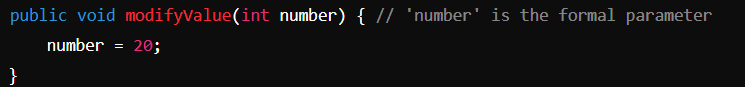 public void modifyValue(int number) { // 'number' is the formal parameter
    number = 20;
}